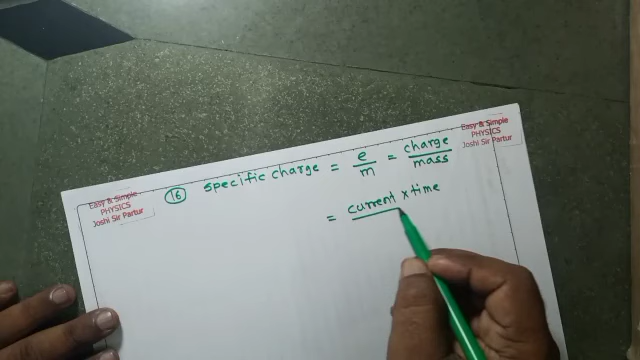 Easy & Simple
PHYSICS
Joshi Sir Partur
Easy & Simple
PHYSICS
Joshi Sir Partur
16 specific charge = e/m = charge/mass
= current × time